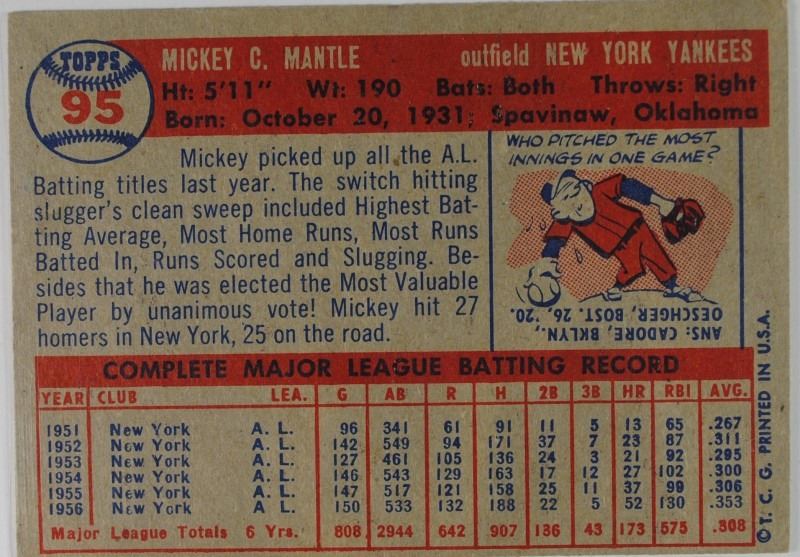 TOPPS
95
MICKEY C. MANTLE outfield NEW YORK YANKEES
Ht: 5'11" Wt: 190 Bats: Both Throws: Right
Born: October 20, 1931; Spavinaw, Oklahoma
Mickey picked up all the A.L.
Batting titles last year. The switch hitting
slugger's clean sweep included Highest Bat-
ting Average, Most Home Runs, Most Runs
Batted In, Runs Scored and Slugging. Be-
sides that he was elected the Most Valuable
Player by unanimous vote! Mickey hit 27
homers in New York, 25 on the road.
WHO PITCHED THE MOST
INNINGS IN ONE GAME?
ANS: CADORE, BKLYN.,
OESCHGER, BOST. 26, '20.
COMPLETE MAJOR LEAGUE BATTING RECORD
YEAR CLUB LEA. G AB R H 2B 3B HR RBI AVG.
1951 New York A. L. 96 341 61 91 11 5 13 65 .267
1952 New York A. L. 142 549 94 171 37 7 23 87 .311
1953 New York A. L. 127 461 105 136 24 3 21 92 .295
1954 New York A. L. 146 543 129 163 17 12 27 102 .300
1955 New York A. L. 147 517 121 158 25 11 37 99 .306
1956 New York A. L. 150 533 132 188 22 5 52 130 .353
Major League Totals 6 Yrs. 808 2944 642 907 136 43 173 575 .308
©T. C. G. PRINTED IN U.S.A.